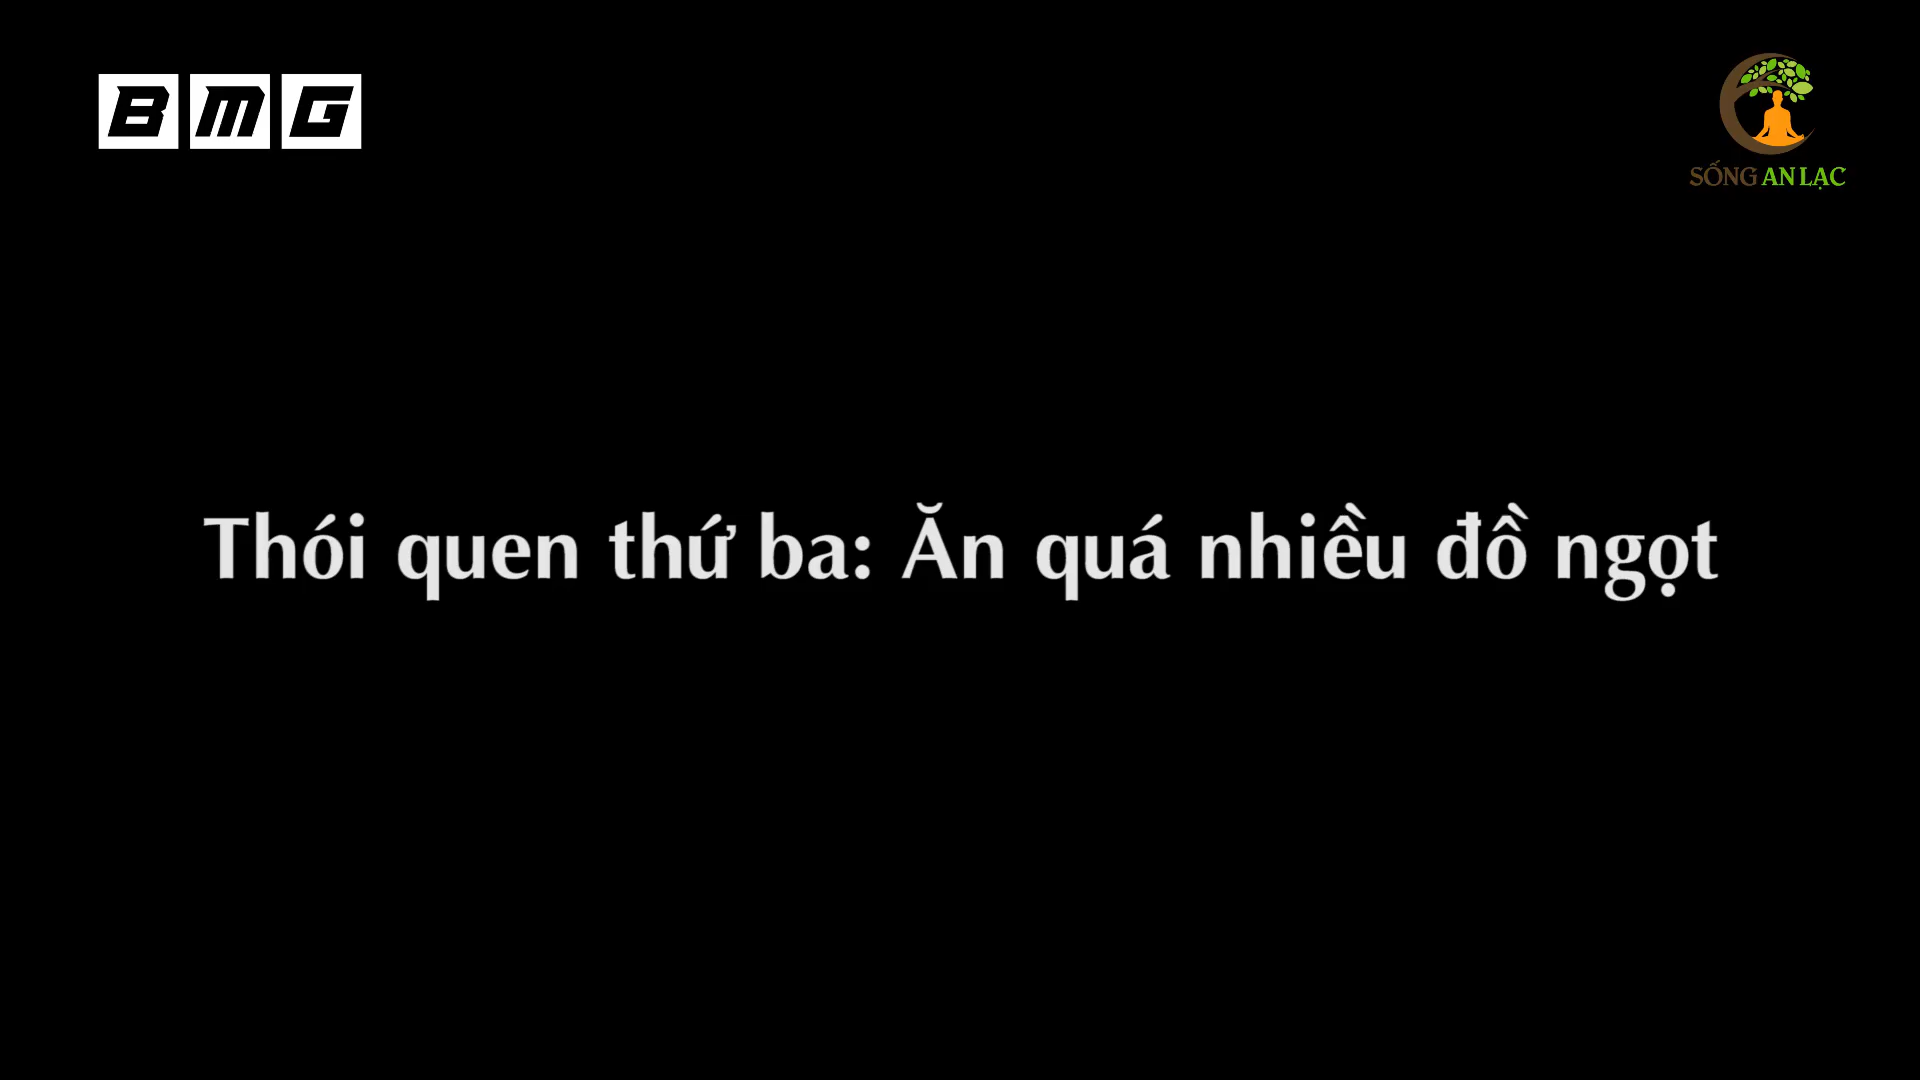 BMG
SỐNG AN LẠC
Thói quen thứ ba: Ăn quá nhiều đồ ngọt